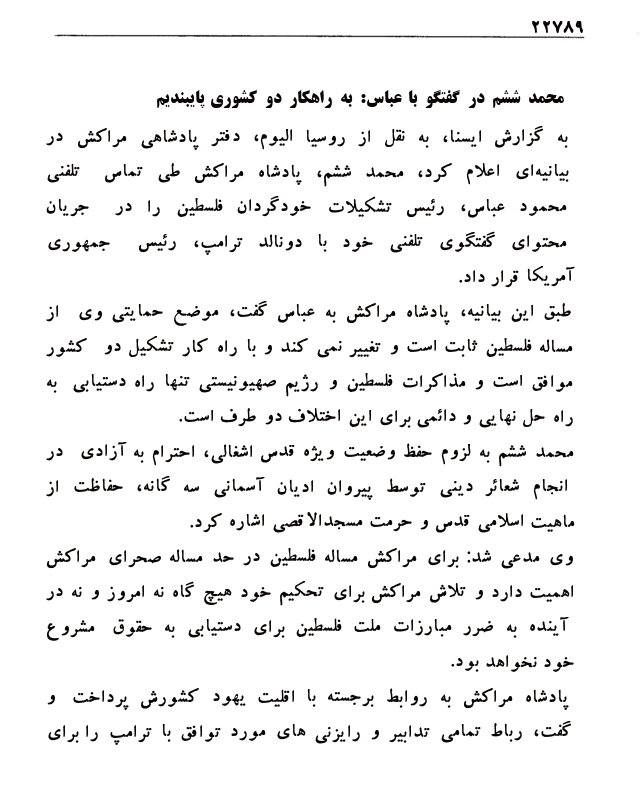 ۲۲۷۸۹
محمد ششم در گفتگو با عباس: به راهکار دو کشوری پایبندیم
به گزارش ایسنا، به نقل از روسیا الیوم، دفتر پادشاهی مراکش در
بیانیه‌ای اعلام کرد، محمد ششم، پادشاه مراکش طی تماس تلفنی
محمود عباس، رئیس تشکیلات خودگردان فلسطین را در جریان
محتوای گفتگوی تلفنی خود با دونالد ترامپ، رئیس جمهوری
آمریکا قرار داد.
طبق این بیانیه، پادشاه مراکش به عباس گفت، موضع حمایتی وی از
مساله فلسطین ثابت است و تغییر نمی کند و با راه کار تشکیل دو کشور
موافق است و مذاکرات فلسطین و رژیم صهیونیستی تنها راه دستیابی به
راه حل نهایی و دائمی برای این اختلاف دو طرف است.
محمد ششم به لزوم حفظ وضعیت ویژه قدس اشغالی، احترام به آزادی در
انجام شعائر دینی توسط پیروان ادیان آسمانی سه گانه، حفاظت از
ماهیت اسلامی قدس و حرمت مسجدالاقصی اشاره کرد.
وی مدعی شد: برای مراکش مساله فلسطین در حد مساله صحرای مراکش
اهمیت دارد و تلاش مراکش برای تحکیم خود هیچ گاه نه امروز و نه در
آینده به ضرر مبارزات ملت فلسطین برای دستیابی به حقوق مشروع
خود نخواهد بود.
پادشاه مراکش به روابط برجسته با اقلیت یهود کشورش پرداخت و
گفت، رباط تمامی تدابیر و رایزنی های مورد توافق با ترامپ را برای